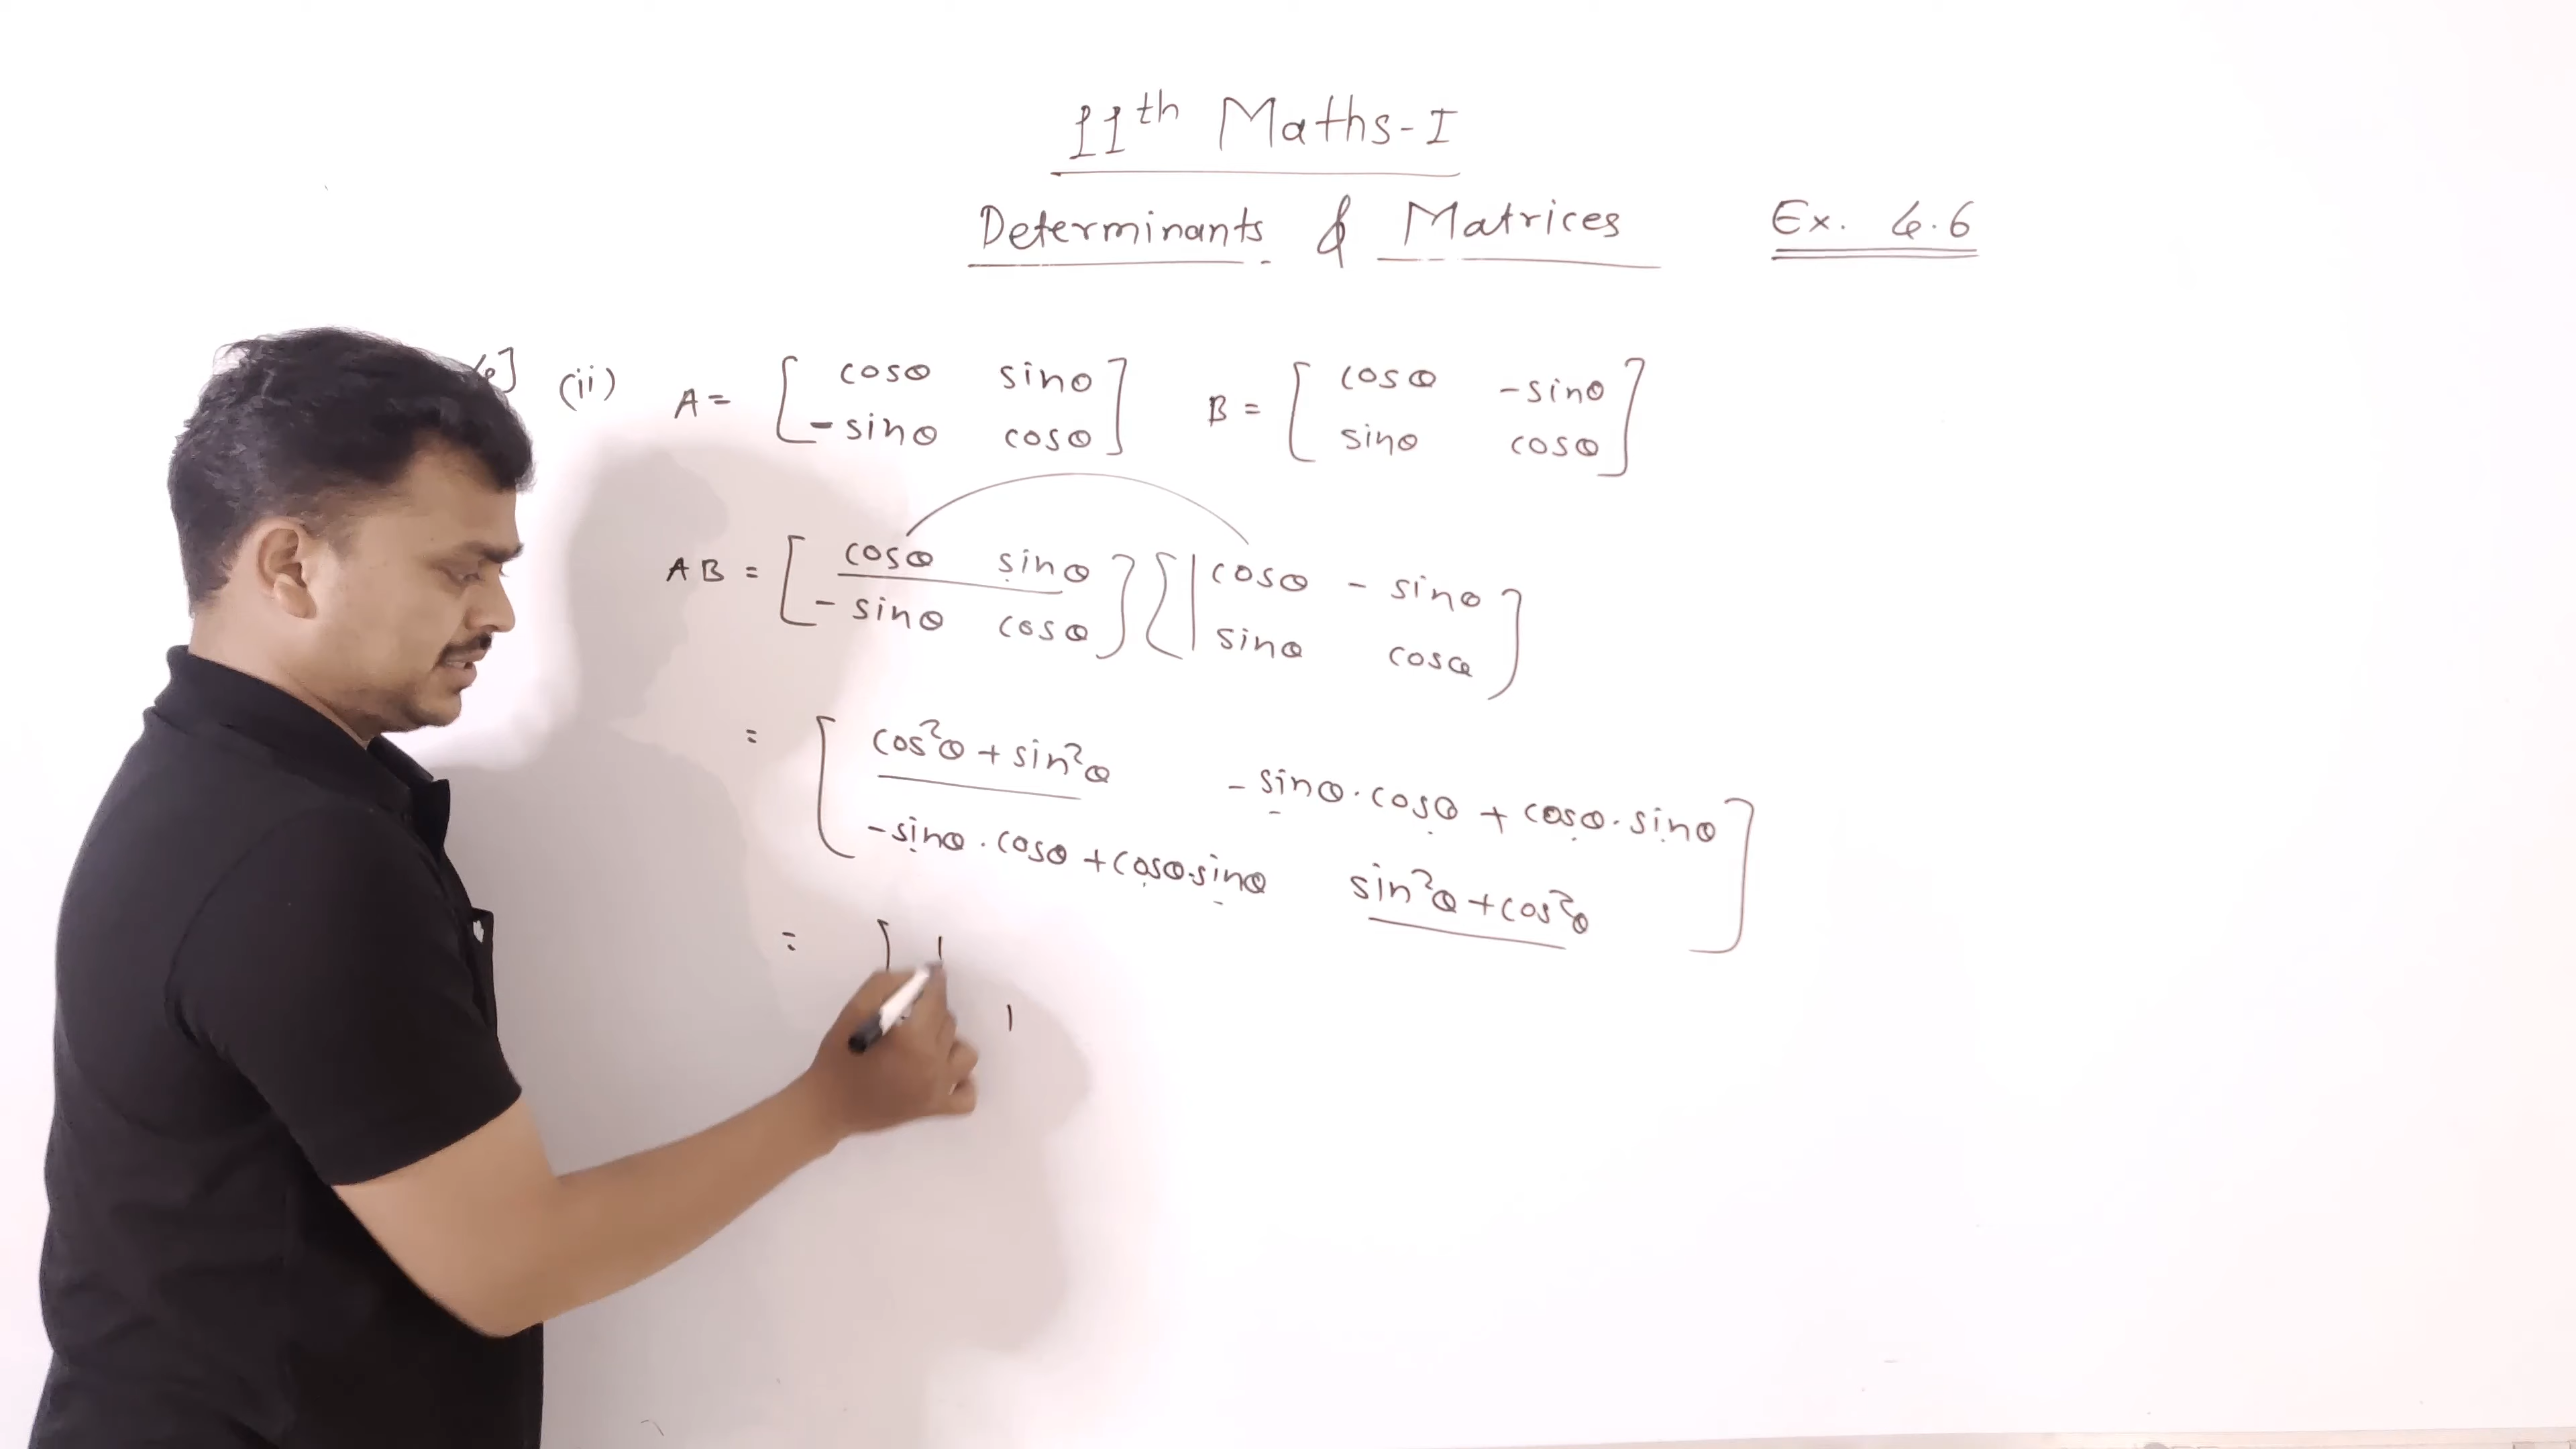 11th Maths-I
Determinants & Matrices Ex. 4.6
(ii) A = [ cosθ sinθ ] B = [ cosθ -sinθ ]
-sinθ cosθ sinθ cosθ
AB = [ cosθ sinθ ] [ cosθ - sinθ ]
- sinθ cosθ sinθ cosθ
= [ cos²θ + sin²θ - sinθ · cosθ + cosθ · sinθ ]
-sinθ · cosθ + cosθ·sinθ sin²θ + cos²θ
= [ 1
1